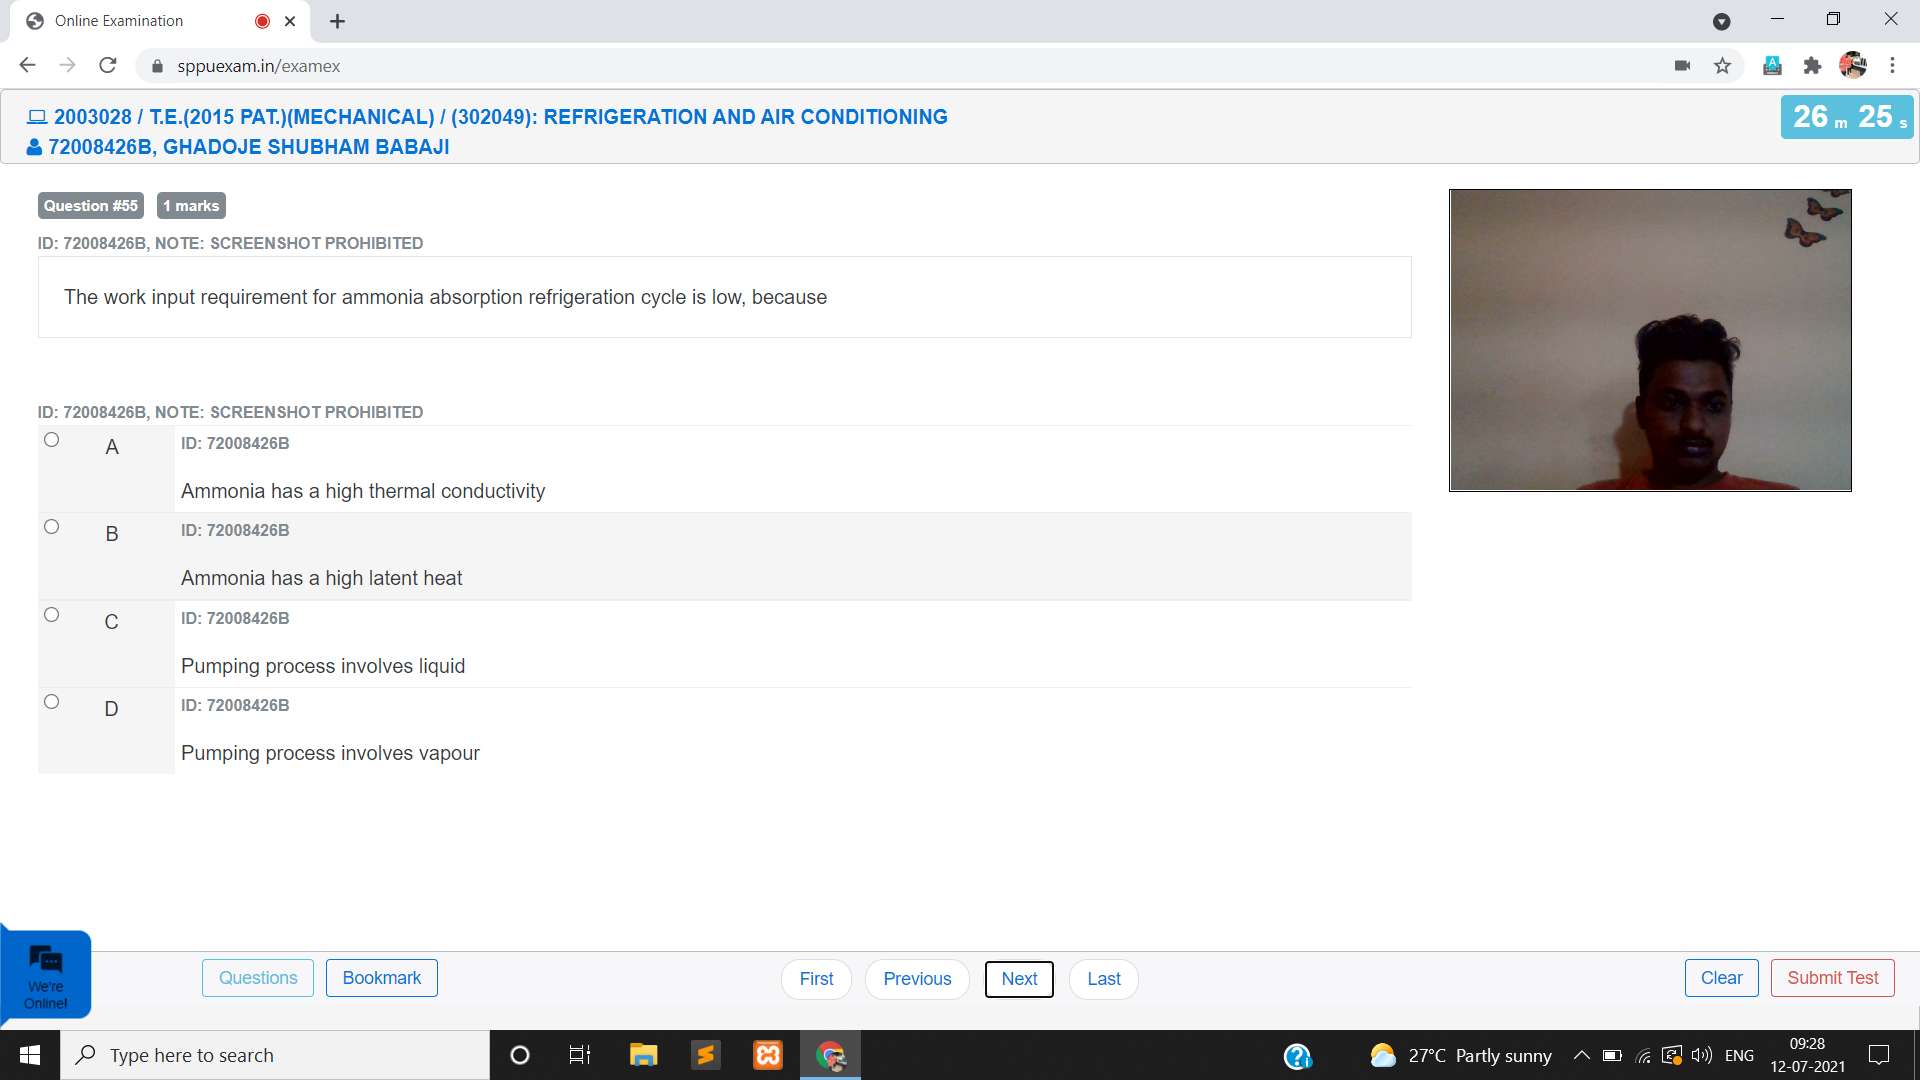 Online Examination
sppuexam.in/examex
2003028 / T.E.(2015 PAT.)(MECHANICAL) / (302049): REFRIGERATION AND AIR CONDITIONING
26 m 25 s
72008426B, GHADOJE SHUBHAM BABAJI
Question #55 1 marks
ID: 72008426B, NOTE: SCREENSHOT PROHIBITED
The work input requirement for ammonia absorption refrigeration cycle is low, because
ID: 72008426B, NOTE: SCREENSHOT PROHIBITED
A
ID: 72008426B
Ammonia has a high thermal conductivity
B
ID: 72008426B
Ammonia has a high latent heat
C
ID: 72008426B
Pumping process involves liquid
D
ID: 72008426B
Pumping process involves vapour
We're
Online!
Questions Bookmark First Previous Next Last Clear Submit Test
Type here to search
27°C Partly sunny
ENG
09:28
12-07-2021